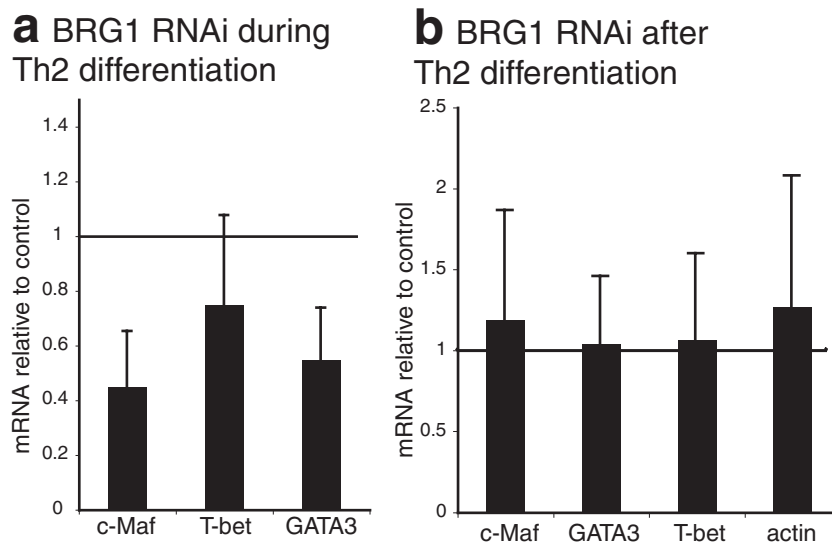 a BRG1 RNAi during
Th2 differentiation
mRNA relative to control
1.4
1.2
1
0.8
0.6
0.4
0.2
0
c-Maf T-bet GATA3
b BRG1 RNAi after
Th2 differentiation
mRNA relative to control
2.5
2
1.5
1
0.5
0
c-Maf GATA3 T-bet actin